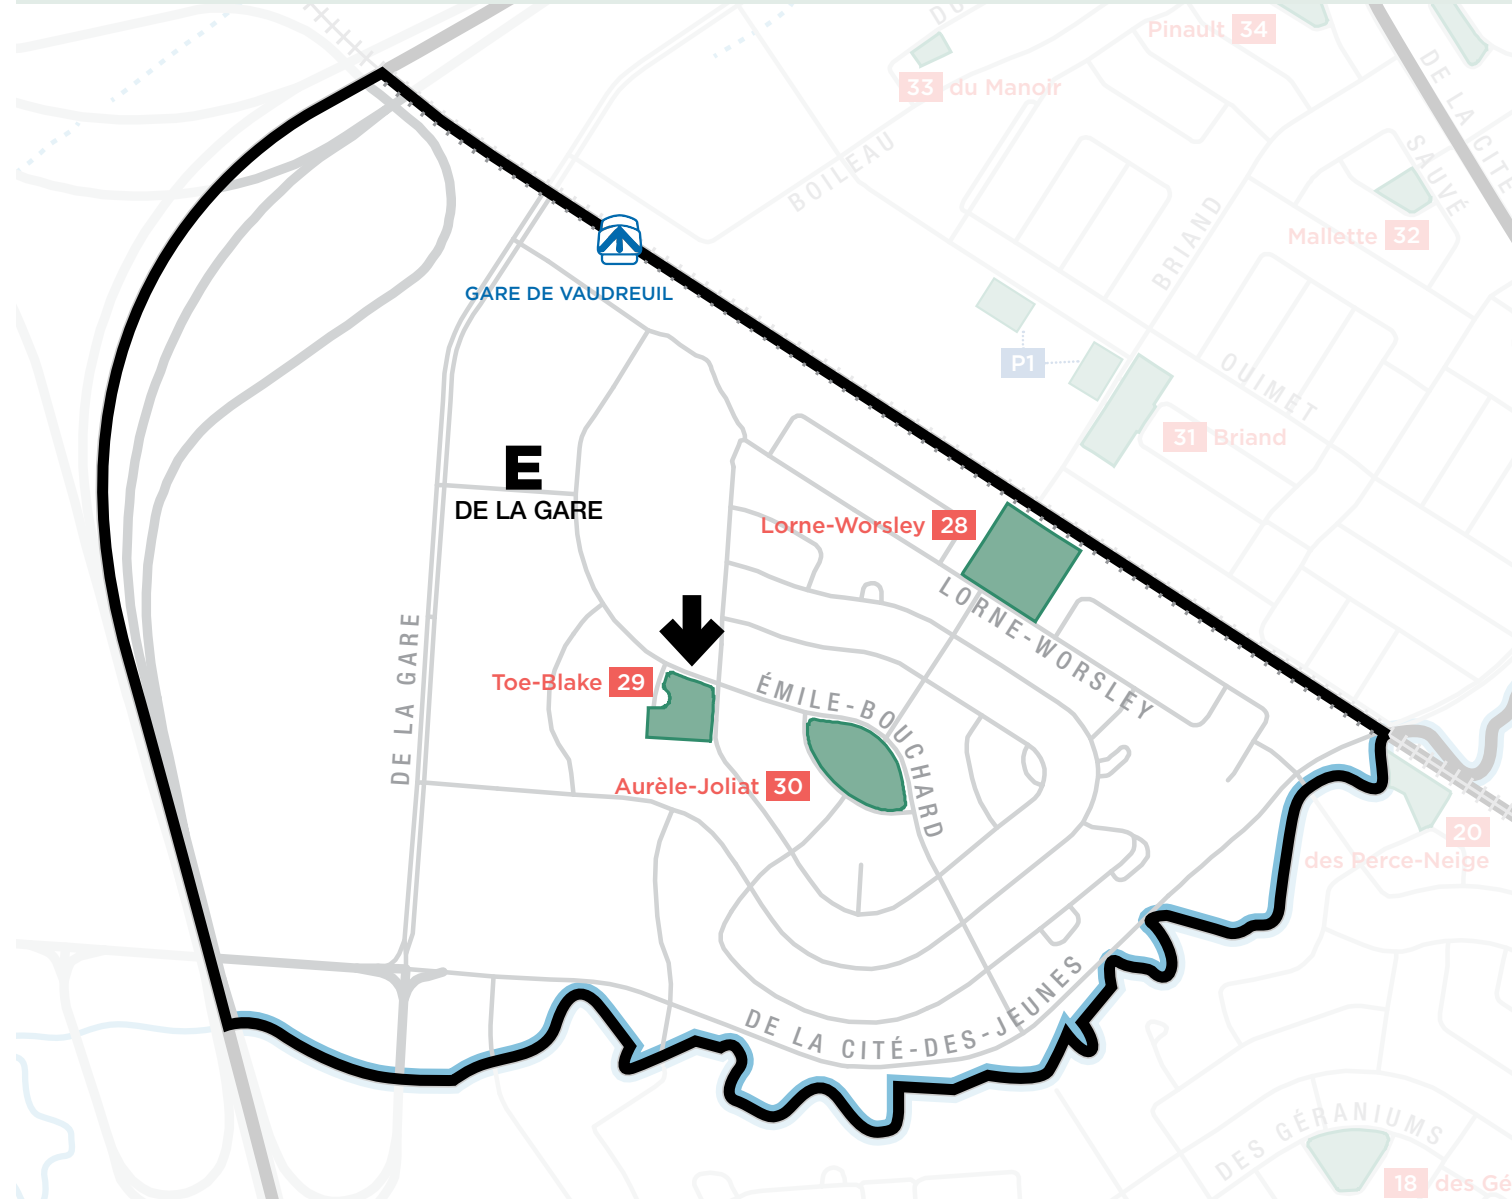 Pinault 34
33 du Manoir
DE LA CITÉ
SAUVÉ
BOILEAU
BRIAND
Mallette 32
GARE DE VAUDREUIL
P1
OUIMET
31 Briand
E
DE LA GARE
Lorne-Worsley 28
LORNE-WORSLEY
DE LA GARE
Toe-Blake 29
ÉMILE-BOUCHARD
Aurèle-Joliat 30
20
des Perce-Neige
DE LA CITÉ-DES-JEUNES
DES GÉRANIUMS
18 des Gé